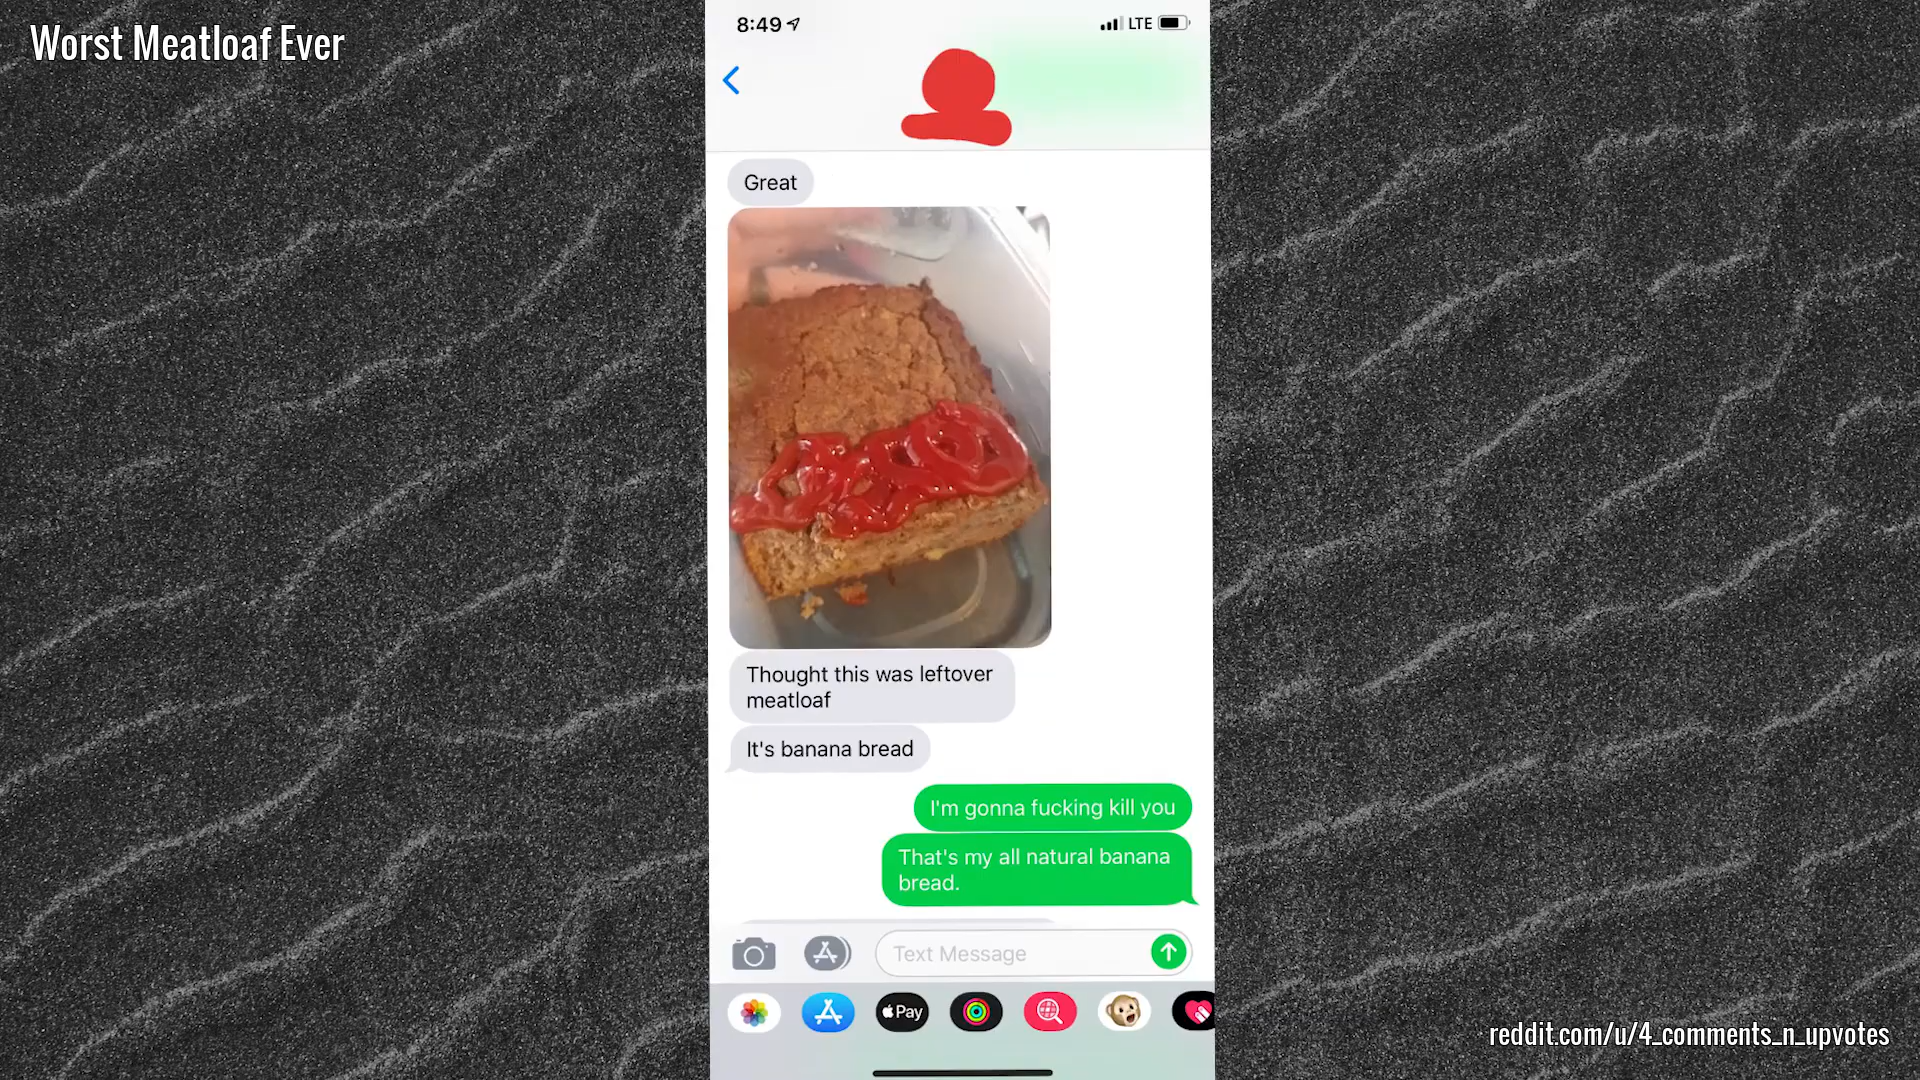 Worst Meatloaf Ever
8:49
LTE
Great
Thought this was leftover
meatloaf
It's banana bread
I'm gonna fucking kill you
That's my all natural banana
bread.
Text Message
Pay
reddit.com/u/4_comments_n_upvotes